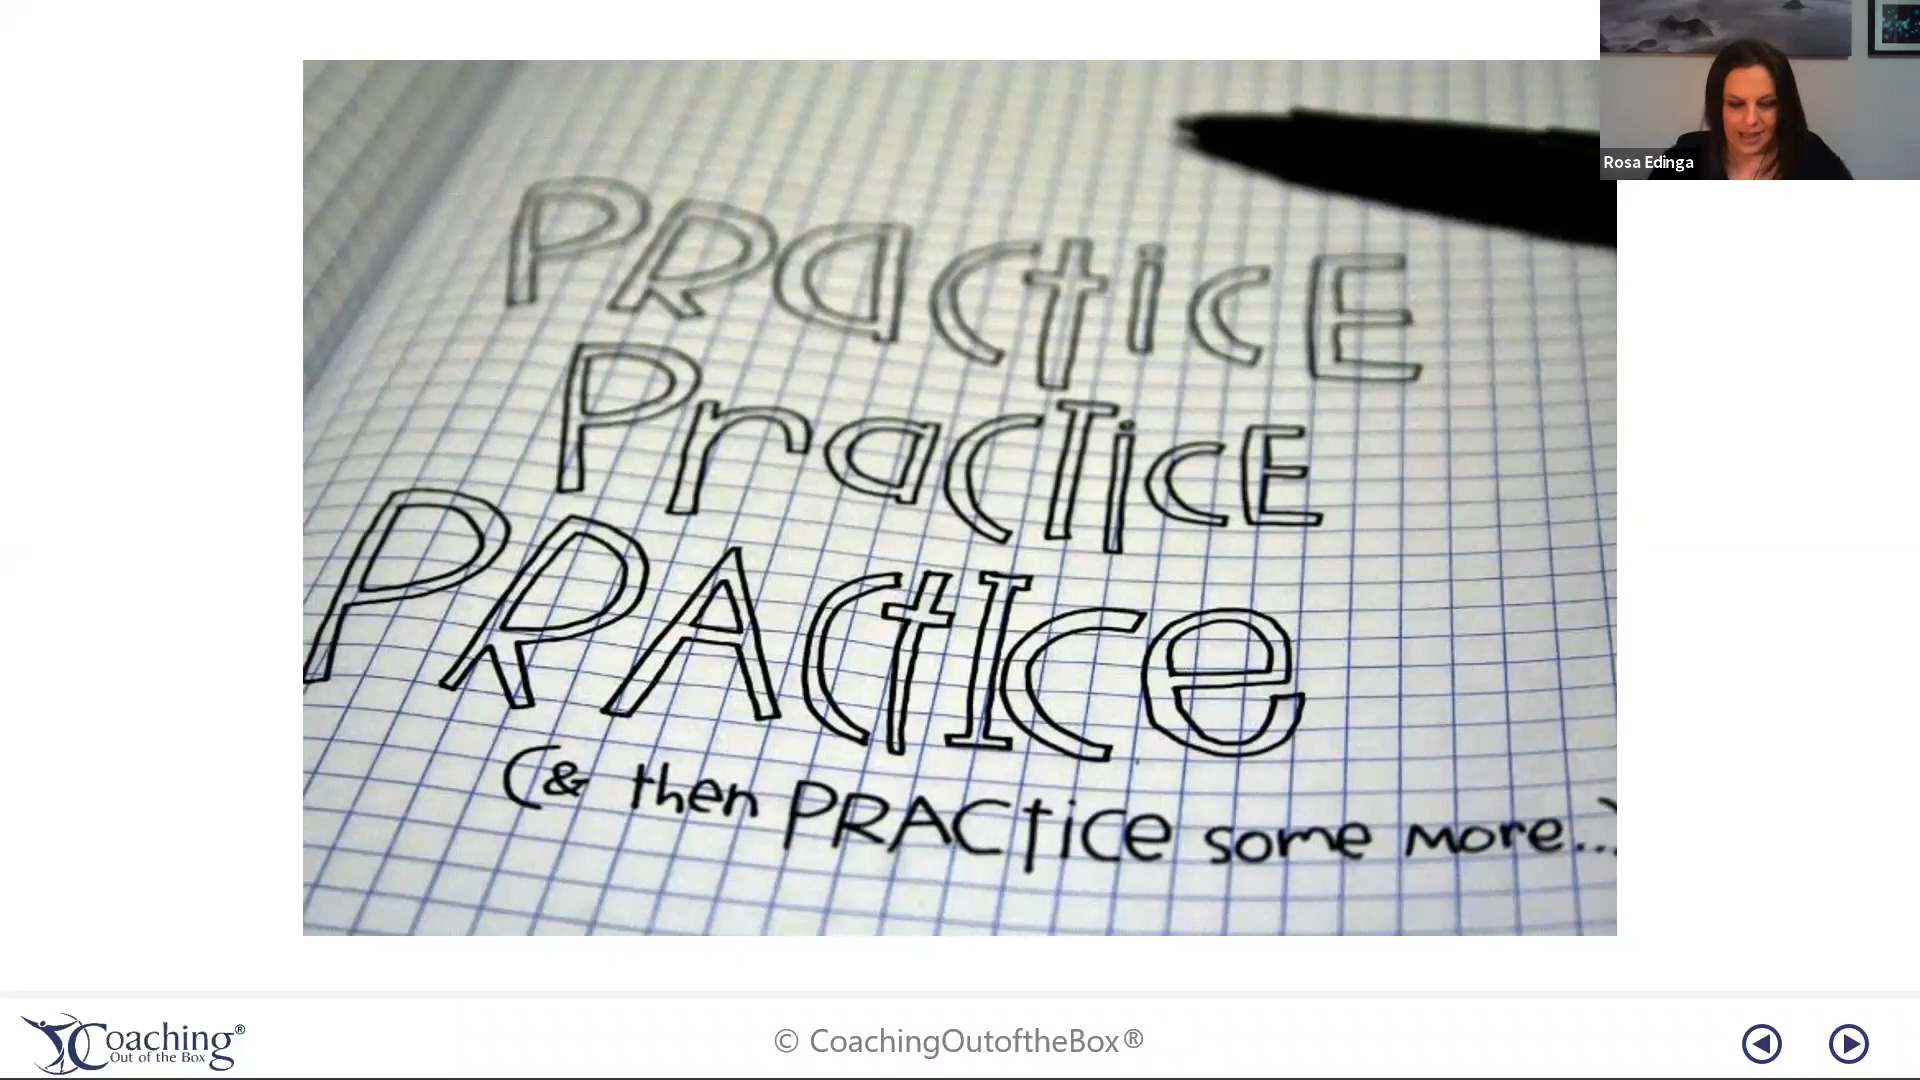 Rosa Edinga
PRacticE
PracTicE
PRActIce
(& then PRACtice some more...)
Coaching®
Out of the Box
© CoachingOutoftheBox®